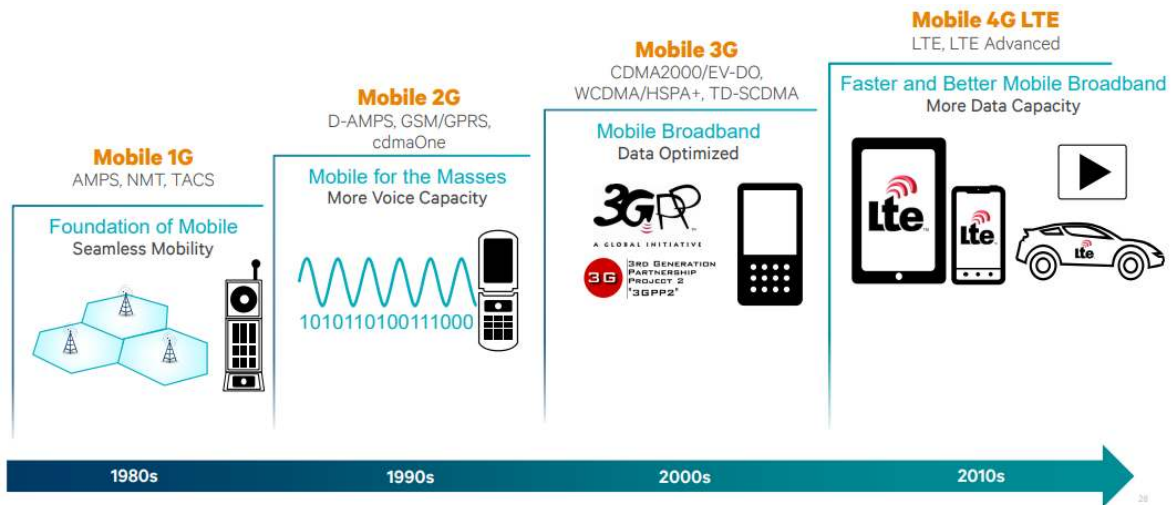 Mobile 1G
AMPS, NMT, TACS
Foundation of Mobile
Seamless Mobility
Mobile 2G
D-AMPS, GSM/GPRS,
cdmaOne
Mobile for the Masses
More Voice Capacity
1010110100111000
Mobile 3G
CDMA2000/EV-DO,
WCDMA/HSPA+, TD-SCDMA
Mobile Broadband
Data Optimized
3GPP
A GLOBAL INITIATIVE
3G
3RD GENERATION
PARTNERSHIP
PROJECT 2
"3GPP2"
Mobile 4G LTE
LTE, LTE Advanced
Faster and Better Mobile Broadband
More Data Capacity
Lte
Lte
Lte
1980s
1990s
2000s
2010s
28